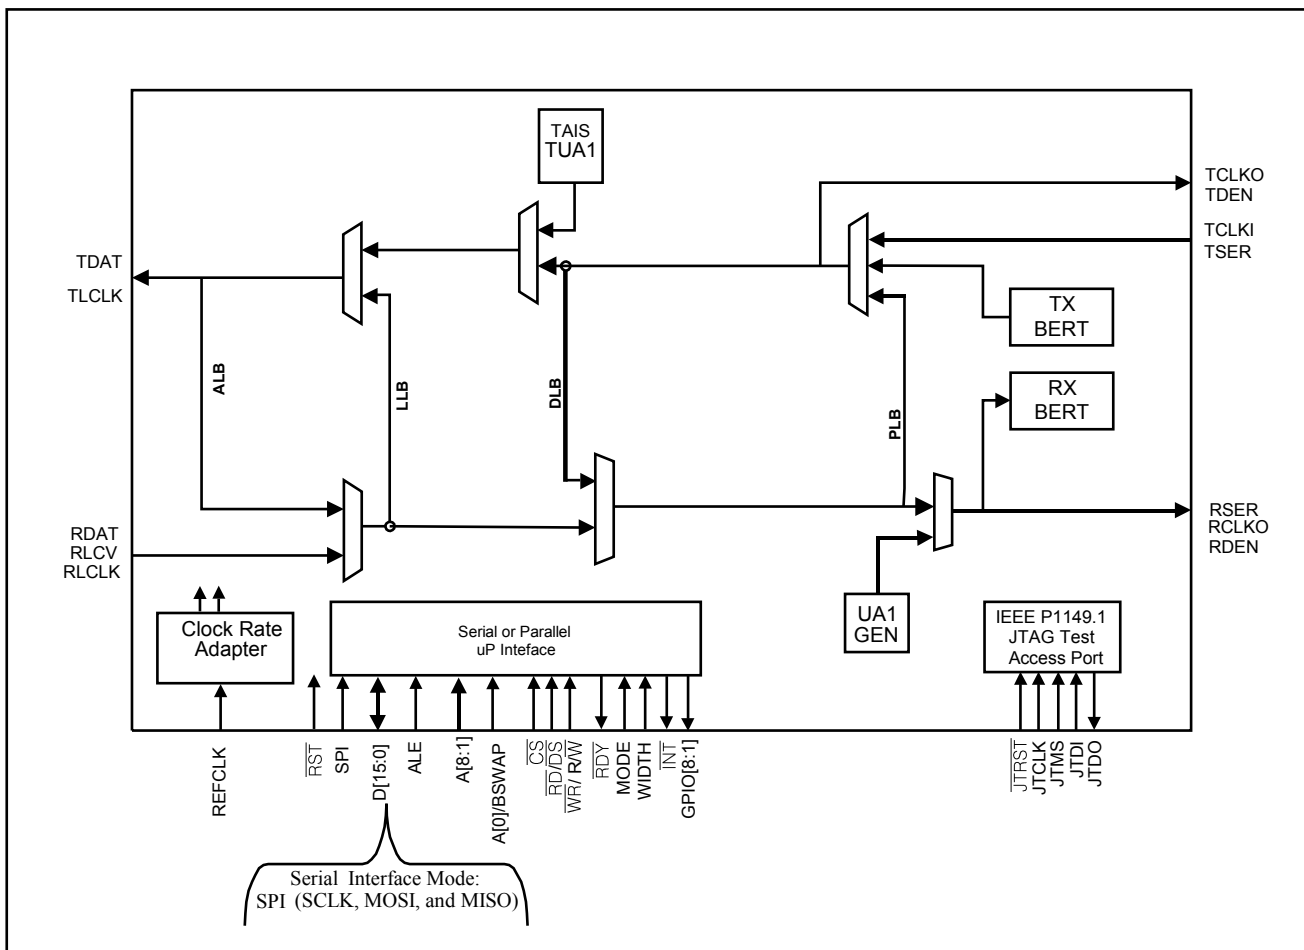 TAIS
TUA1
TCLKO
TDEN
TCLKI
TSER
TDAT
TLCLK
TX
BERT
ALB
LLB
DLB
PLB
RX
BERT
RDAT
RLCV
RLCLK
RSER
RCLKO
RDEN
Clock Rate
Adapter
Serial or Parallel
uP Inteface
UA1
GEN
IEEE P1149.1
JTAG Test
Access Port
REFCLK
RST
SPI
D[15:0]
ALE
A[8:1]
A[0]/BSWAP
CS
RD/DS
WR/ R/W
RDY
MODE
WIDTH
INT
GPIO[8:1]
JTRST
JTCLK
JTMS
JTDI
JTDO
Serial Interface Mode:
SPI (SCLK, MOSI, and MISO)